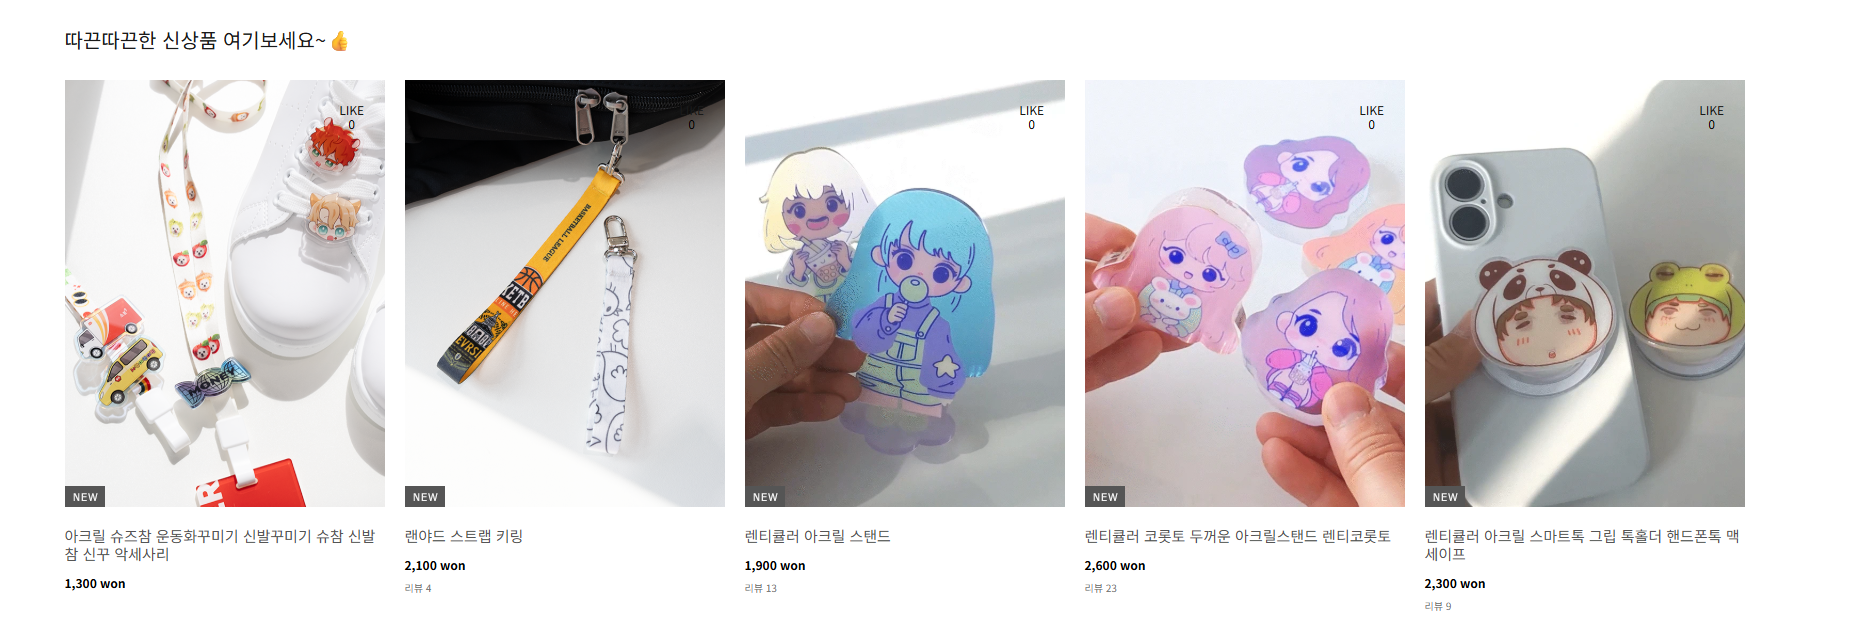 따끈따끈한 신상품 여기보세요~👍
LIKE
0
NEW
아크릴 슈즈참 운동화꾸미기 신발꾸미기 슈참 신발
참 신꾸 악세사리
1,300 won
MONEY
LIKE
0
BASKETBALL LEAGUE
NEW
랜야드 스트랩 키링
2,100 won
리뷰 4
LIKE
0
NEW
렌티큘러 아크릴 스탠드
1,900 won
리뷰 13
LIKE
0
NEW
렌티큘러 코롯토 두꺼운 아크릴스탠드 렌티코롯토
2,600 won
리뷰 23
LIKE
0
NEW
렌티큘러 아크릴 스마트톡 그립 톡홀더 핸드폰톡 맥
세이프
2,300 won
리뷰 9